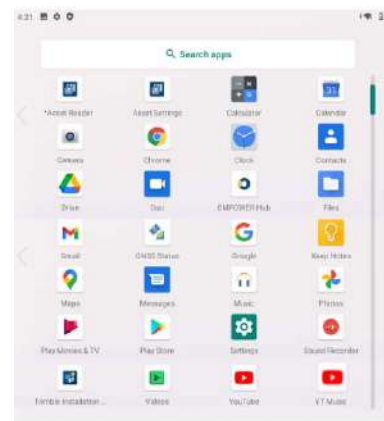 4:31
Search apps
*Asset Reader Asset Settings Calculator Calendar
31
Camera Chrome Clock Contacts
Drive Duo EMPOWER Hub Files
Gmail GNSS Status Google Keep Notes
Maps Messages Music Photos
Play Movies & TV Play Store Settings Sound Recorder
Trimble Installation... Videos YouTube YT Music